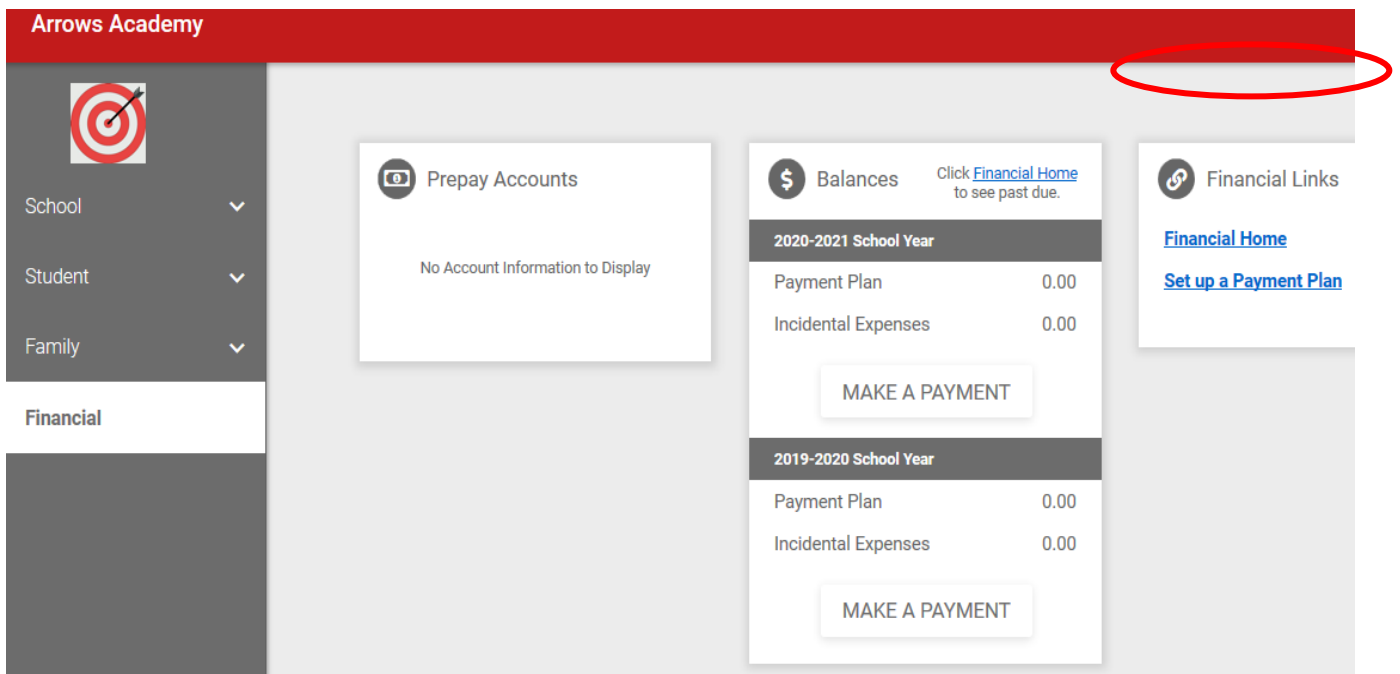 Arrows Academy
School
Student
Family
Financial
Prepay Accounts
No Account Information to Display
Balances
Click Financial Home
to see past due.
2020-2021 School Year
Payment Plan 0.00
Incidental Expenses 0.00
MAKE A PAYMENT
2019-2020 School Year
Payment Plan 0.00
Incidental Expenses 0.00
MAKE A PAYMENT
Financial Links
Financial Home
Set up a Payment Plan